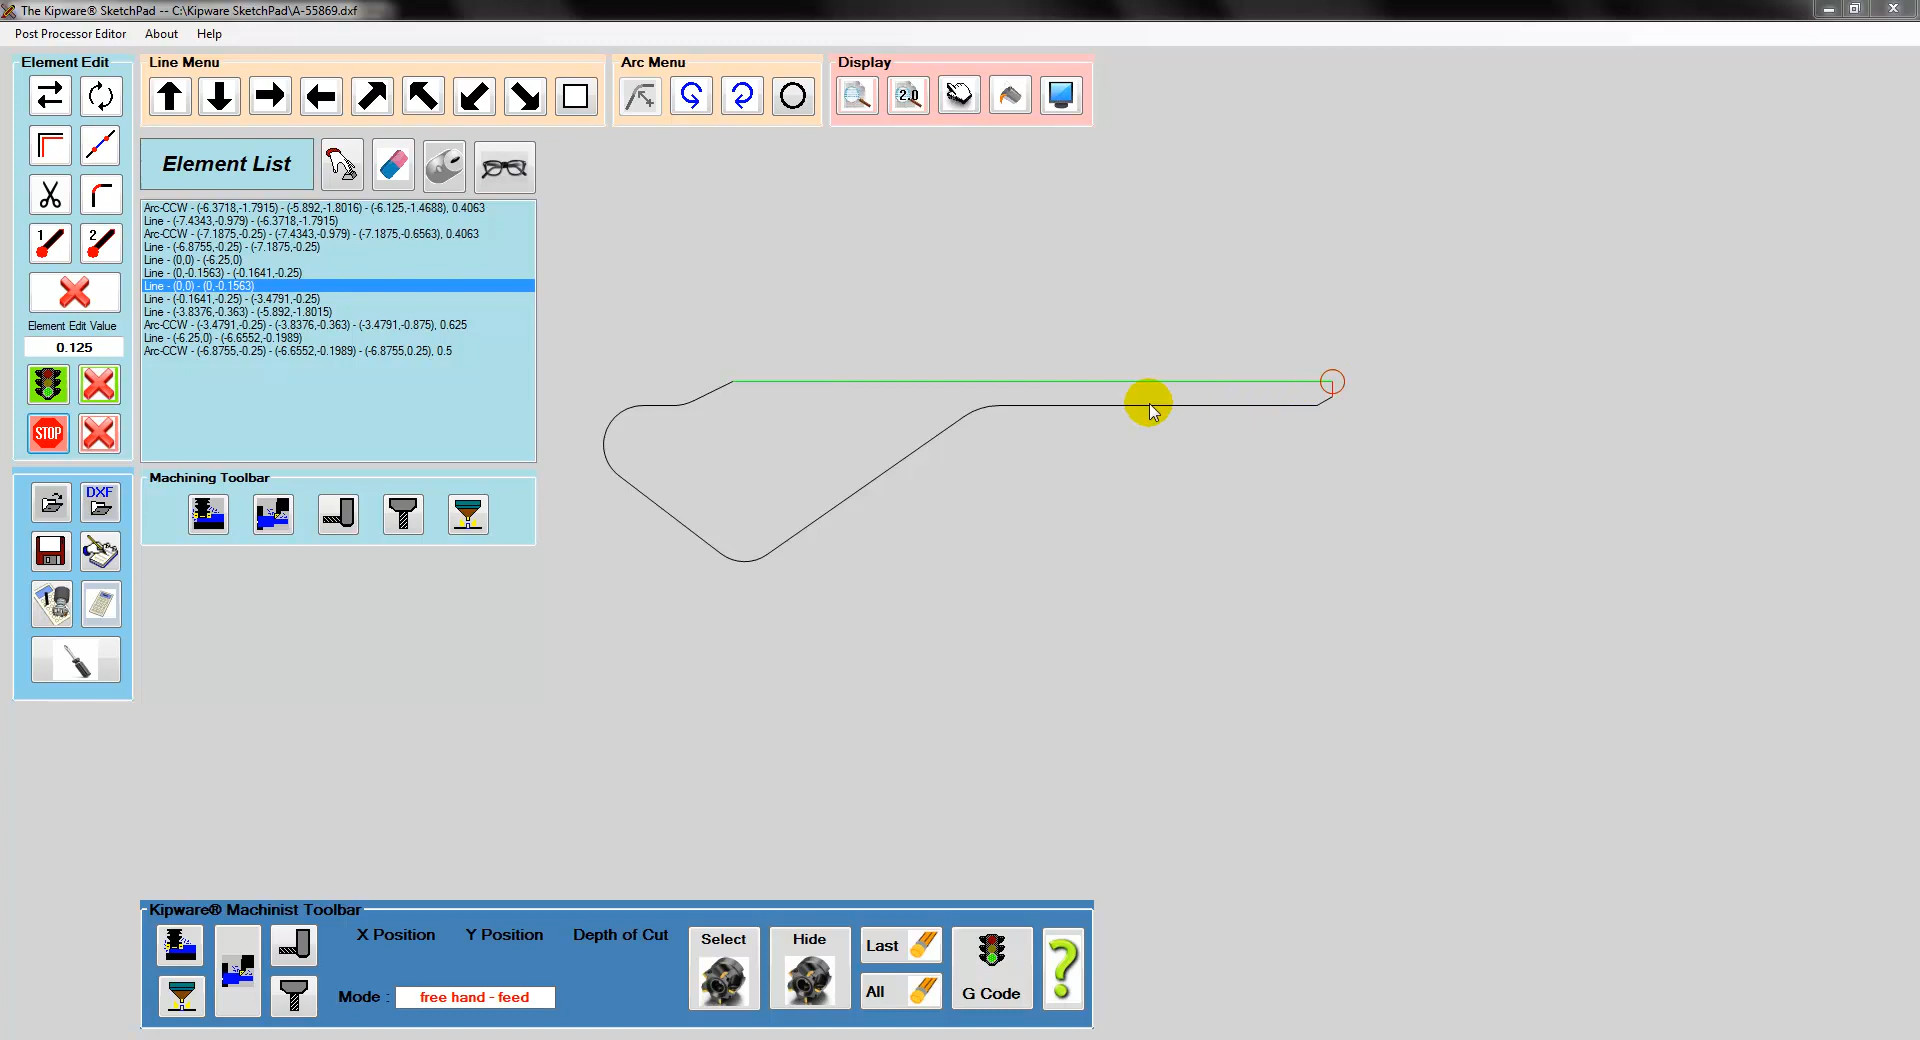 The Kipware® SketchPad -- C:\Kipware SketchPad\A-55869.dxf
Post Processor Editor About Help
Element Edit
Line Menu
Arc Menu
Display
2.0
Element List
1 2
Element Edit Value
0.125
STOP
Arc-CCW - (-6.3718,-1.7915) - (-5.892,-1.8016) - (-6.125,-1.4688), 0.4063
Line - (-7.4343,-0.979) - (-6.3718,-1.7915)
Arc-CCW - (-7.1875,-0.25) - (-7.4343,-0.979) - (-7.1875,-0.6563), 0.4063
Line - (-6.8755,-0.25) - (-7.1875,-0.25)
Line - (0,0) - (-6.25,0)
Line - (0,-0.1563) - (-0.1641,-0.25)
Line - (0,0) - (0,-0.1563)
Line - (-0.1641,-0.25) - (-3.4791,-0.25)
Line - (-3.8376,-0.363) - (-5.892,-1.8015)
Arc-CCW - (-3.4791,-0.25) - (-3.8376,-0.363) - (-3.4791,-0.875), 0.625
Line - (-6.25,0) - (-6.6552,-0.1989)
Arc-CCW - (-6.8755,-0.25) - (-6.6552,-0.1989) - (-6.8755,0.25), 0.5
Machining Toolbar
DXF
Kipware® Machinist Toolbar
X Position Y Position Depth of Cut
Mode : free hand - feed
Select
Hide
Last
All
G Code